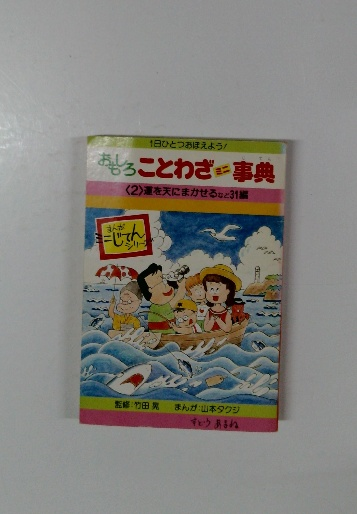 1日ひとつおぼえよう!
おもしろことわざミニ事典
〈2〉運を天にまかせるなど31編
まんが
ミニじてん
シリーズ
監修:竹田晃 まんが:山本タクジ